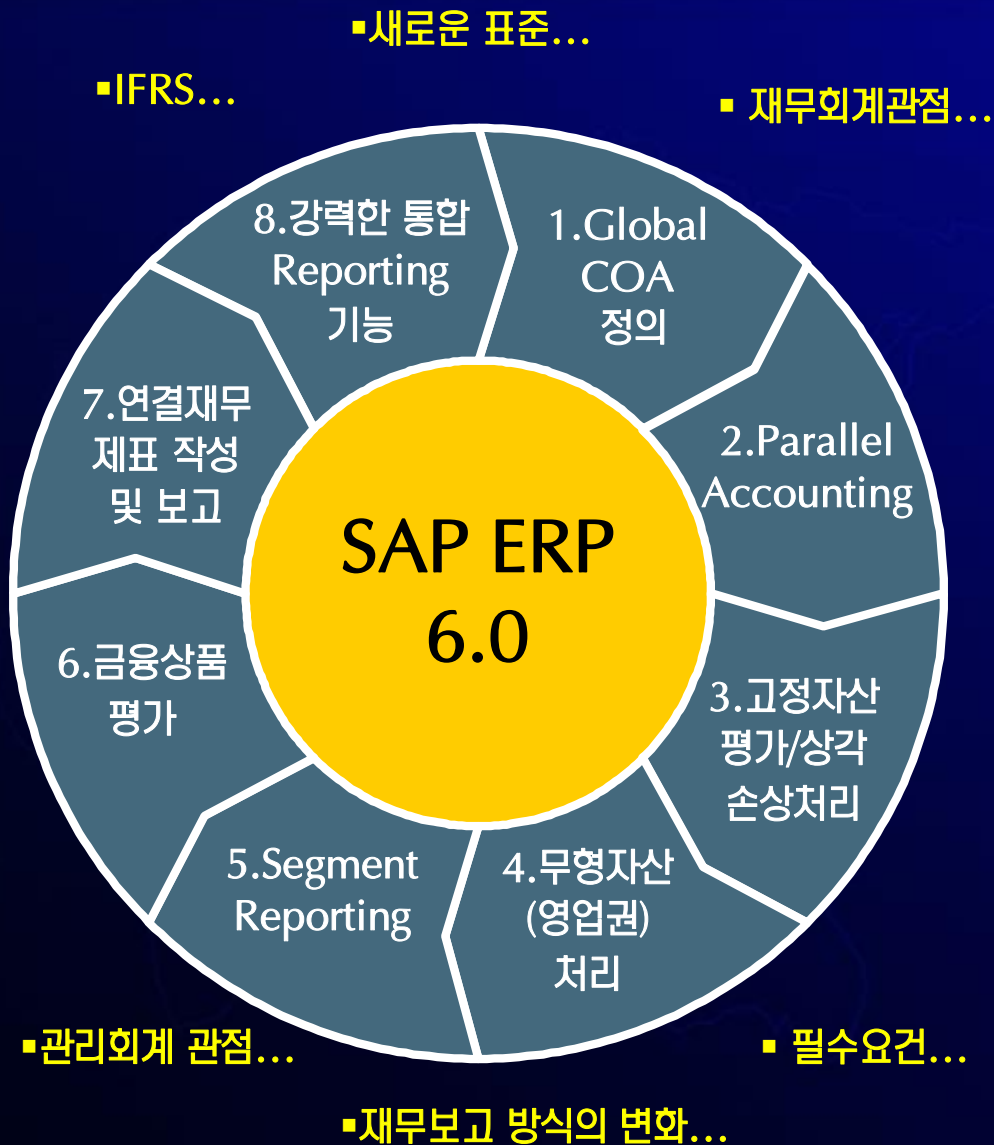 ▪새로운 표준...
▪IFRS...
▪ 재무회계관점...
8.강력한 통합
Reporting
기능
1.Global
COA
정의
7.연결재무
제표 작성
및 보고
2.Parallel
Accounting
SAP ERP
6.0
6.금융상품
평가
3.고정자산
평가/상각
손상처리
5.Segment
Reporting
4.무형자산
(영업권)
처리
▪관리회계 관점...
▪ 필수요건...
▪재무보고 방식의 변화...